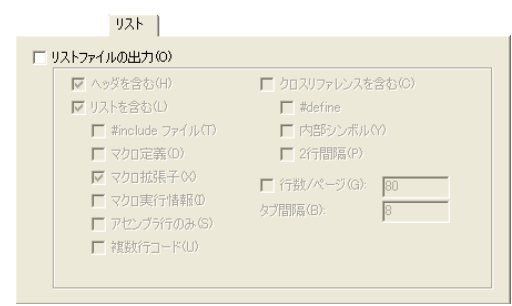 リスト
リストファイルの出力(O)
ヘッダを含む(H)
リストを含む(L)
#include ファイル(T)
マクロ定義(D)
マクロ拡張子(X)
マクロ実行情報(I)
アセンブラ行のみ(S)
複数行コード(U)
クロスリファレンスを含む(C)
#define
内部シンボル(Y)
2行間隔(P)
行数/ページ(G): 80
タブ間隔(B): 8